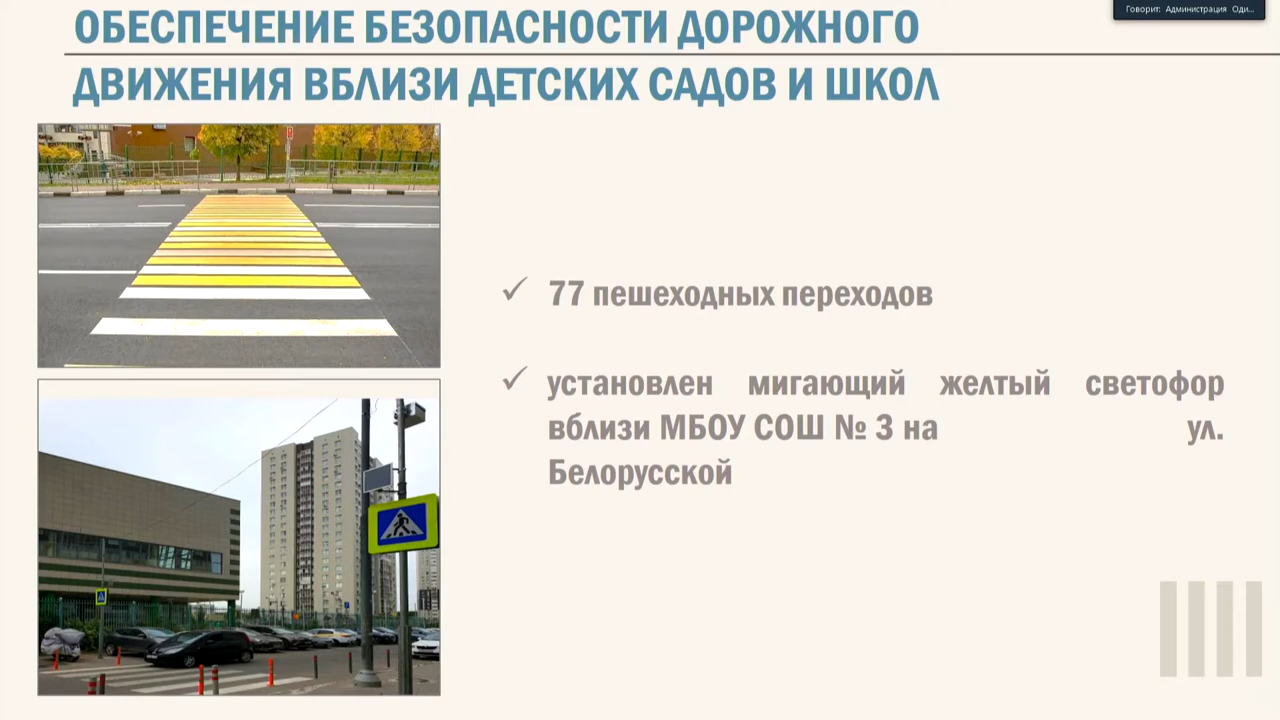 Говорит: Администрация Оди...
ОБЕСПЕЧЕНИЕ БЕЗОПАСНОСТИ ДОРОЖНОГО
ДВИЖЕНИЯ ВБЛИЗИ ДЕТСКИХ САДОВ И ШКОЛ
77 пешеходных переходов
установлен мигающий желтый светофор
вблизи МБОУ СОШ № 3 на ул.
Белорусской